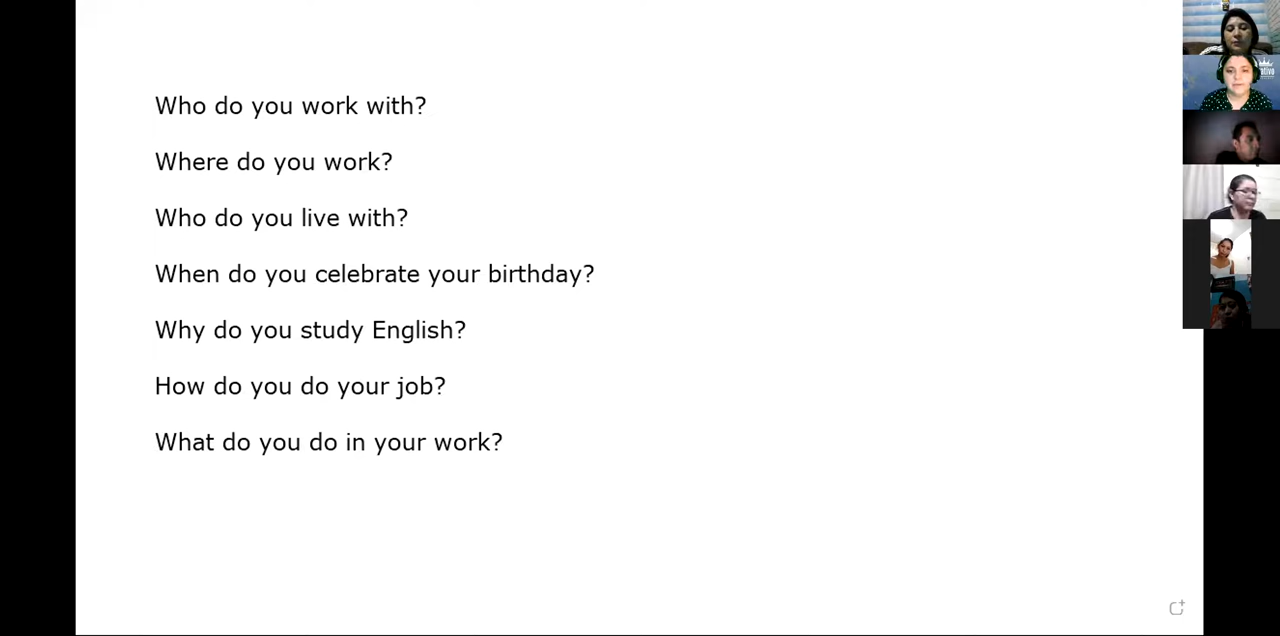 Who do you work with?
Where do you work?
Who do you live with?
When do you celebrate your birthday?
Why do you study English?
How do you do your job?
What do you do in your work?